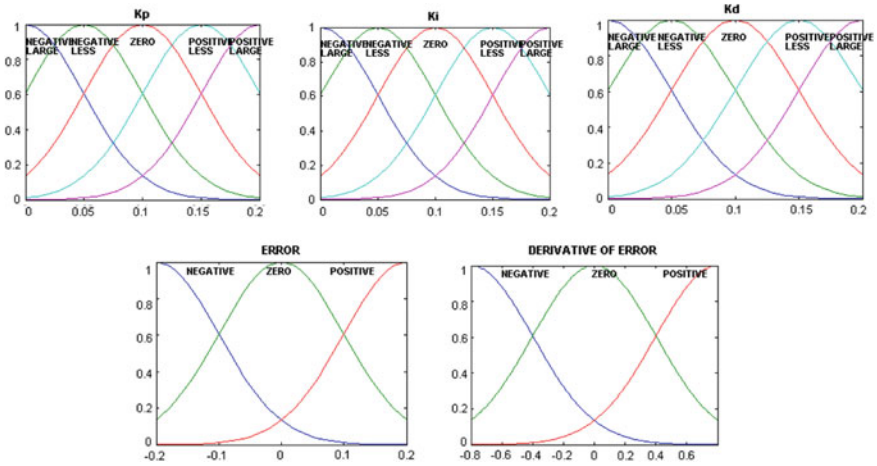 Kp
1
0.8
0.6
0.4
0.2
0
NEGATIVE
LARGE
NEGATIVE
LESS
ZERO
POSITIVE
LESS
POSITIVE
LARGE
0 0.05 0.1 0.15 0.2
Ki
1
0.8
0.6
0.4
0.2
0
NEGATIVE
LARGE
NEGATIVE
LESS
ZERO
POSITIVE
LESS
POSITIVE
LARGE
0 0.05 0.1 0.15 0.2
Kd
1
0.8
0.6
0.4
0.2
0
NEGATIVE
LARGE
NEGATIVE
LESS
ZERO
POSITIVE
LESS
POSITIVE
LARGE
0 0.05 0.1 0.15 0.2
ERROR
1
0.8
0.6
0.4
0.2
0
NEGATIVE ZERO POSITIVE
-0.2 -0.1 0 0.1 0.2
DERIVATIVE OF ERROR
1
0.8
0.6
0.4
0.2
0
NEGATIVE ZERO POSITIVE
-0.8 -0.6 -0.4 -0.2 0 0.2 0.4 0.6